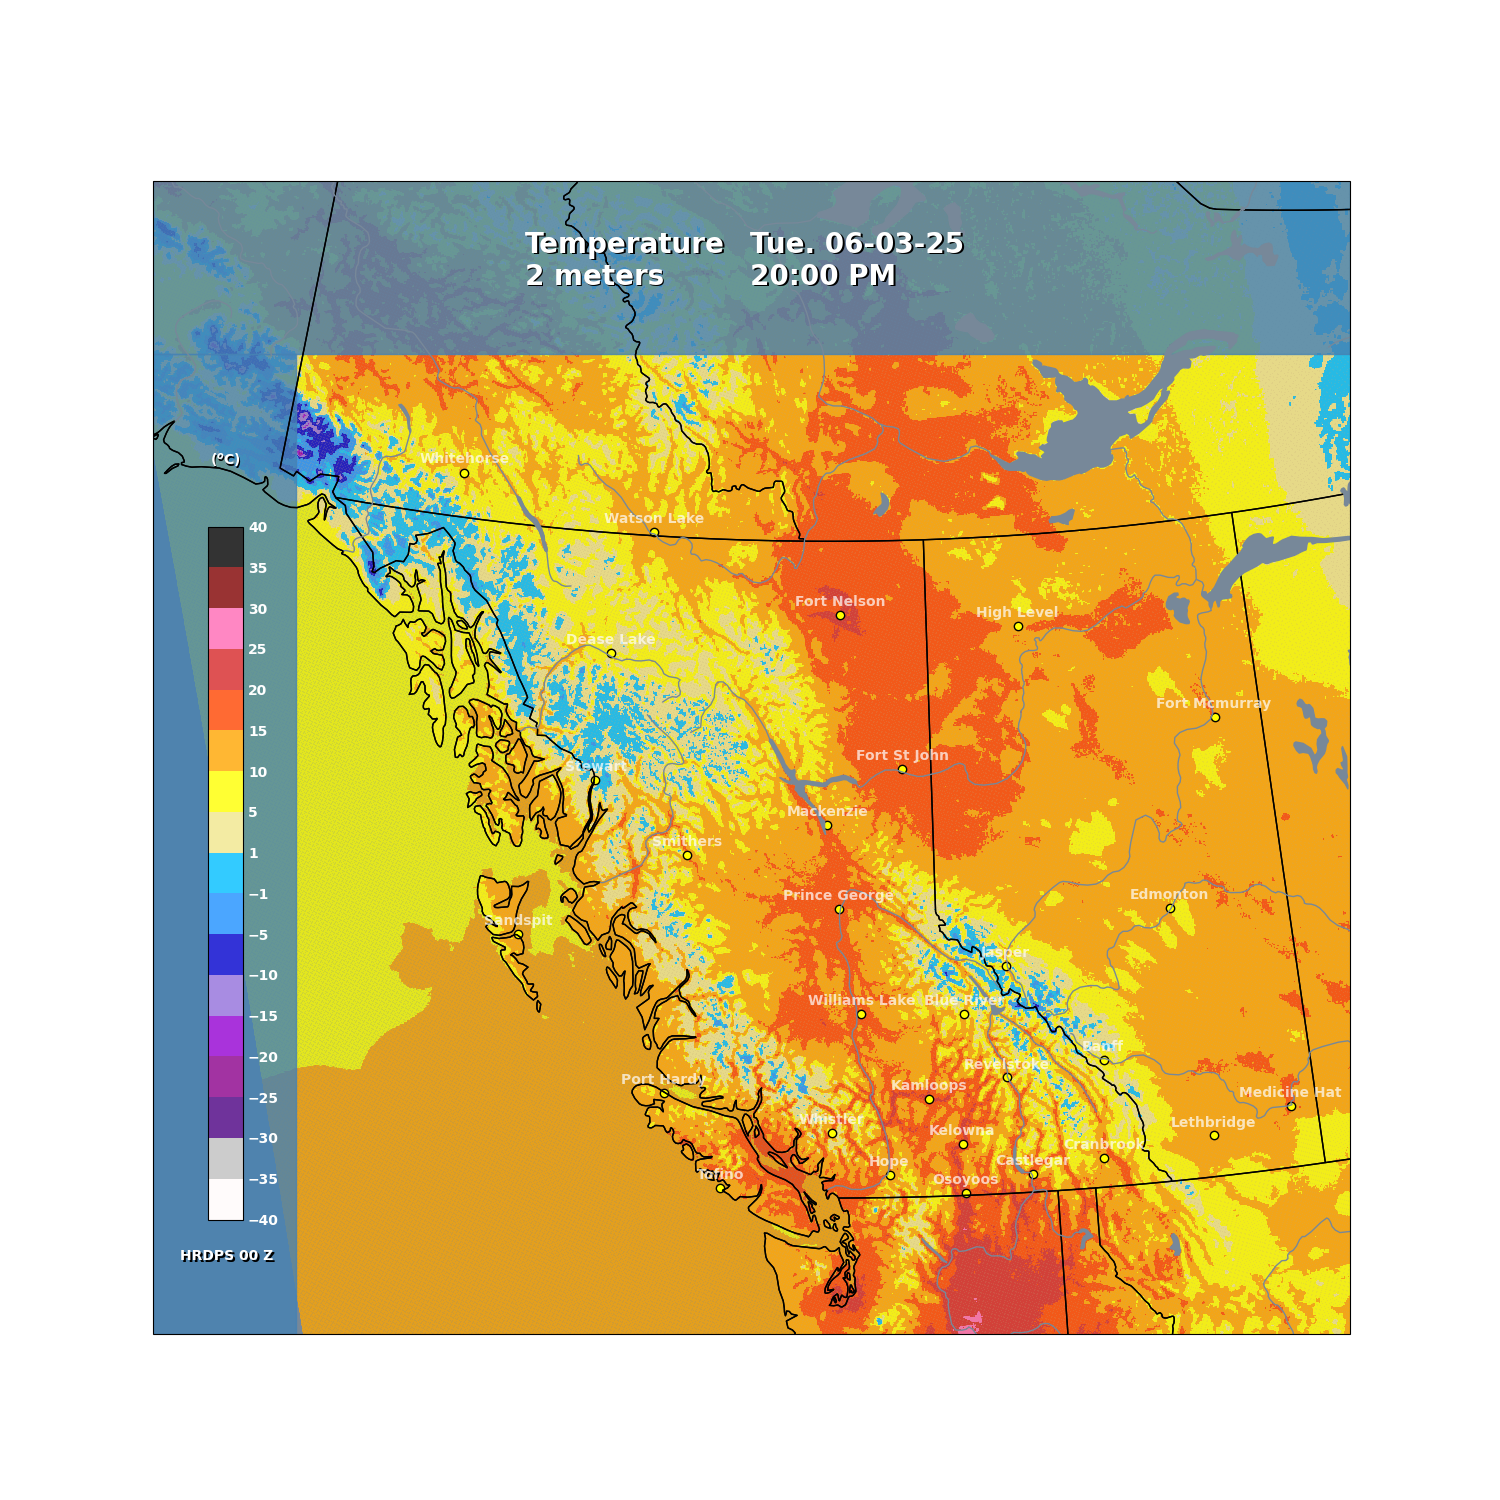 Temperature Tue. 06-03-25
2 meters 20:00 PM
(°C)
Whitehorse
Watson Lake
40
35
30
25
20
15
10
5
1
−1
−5
−10
−15
−20
−25
−30
−35
−40
Fort Nelson
High Level
Dease Lake
Fort Mcmurray
Fort St John
Stewart
Mackenzie
Smithers
Prince George
Edmonton
Sandspit
Jasper
Williams Lake
Blue River
Banff
Revelstoke
Port Hardy
Kamloops
Medicine Hat
Whistler
Lethbridge
Kelowna
Cranbrook
Hope
Castlegar
Tofino
Osoyoos
HRDPS 00 Z